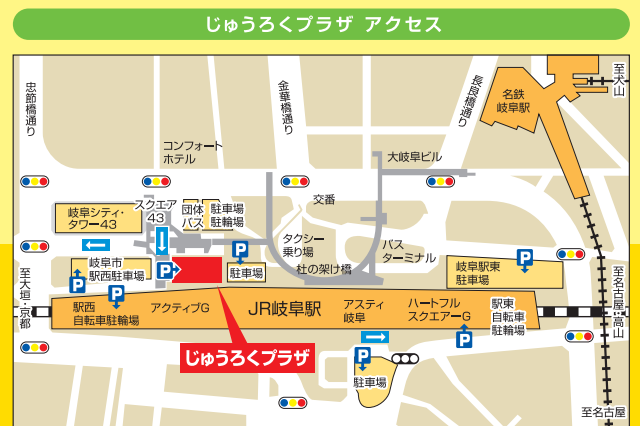 じゅうろくプラザ アクセス
至犬山
名鉄
岐阜駅
忠節橋通り
金華橋通り
長良橋通り
コンフォート
ホテル
大岐阜ビル
スクエア
43
団体
バス
駐車場
駐輪場
交番
岐阜シティ・
タワー43
タクシー
乗り場
バス
ターミナル
岐阜市
駅西駐車場
P
P
P
駐車場
杜の架け橋
岐阜駅東
駐車場
P
至大垣・京都
至名古屋・高山
P
駅西
自転車駐輪場
アクティブG
JR岐阜駅
アスティ
岐阜
ハートフル
スクエアーG
駅東
自転車
駐輪場
P
じゅうろくプラザ
P
駐車場
至名古屋